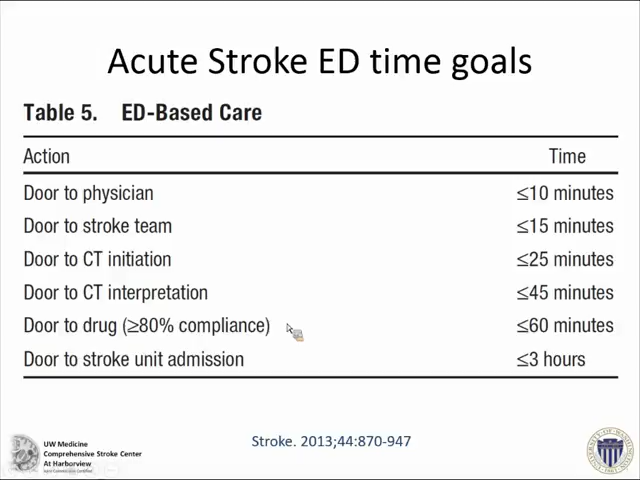 Acute Stroke ED time goals
Table 5. ED-Based Care
Action Time
Door to physician ≤10 minutes
Door to stroke team ≤15 minutes
Door to CT initiation ≤25 minutes
Door to CT interpretation ≤45 minutes
Door to drug (≥80% compliance) ≤60 minutes
Door to stroke unit admission ≤3 hours
Stroke. 2013;44:870-947
UW Medicine
Comprehensive Stroke Center
At Harborview